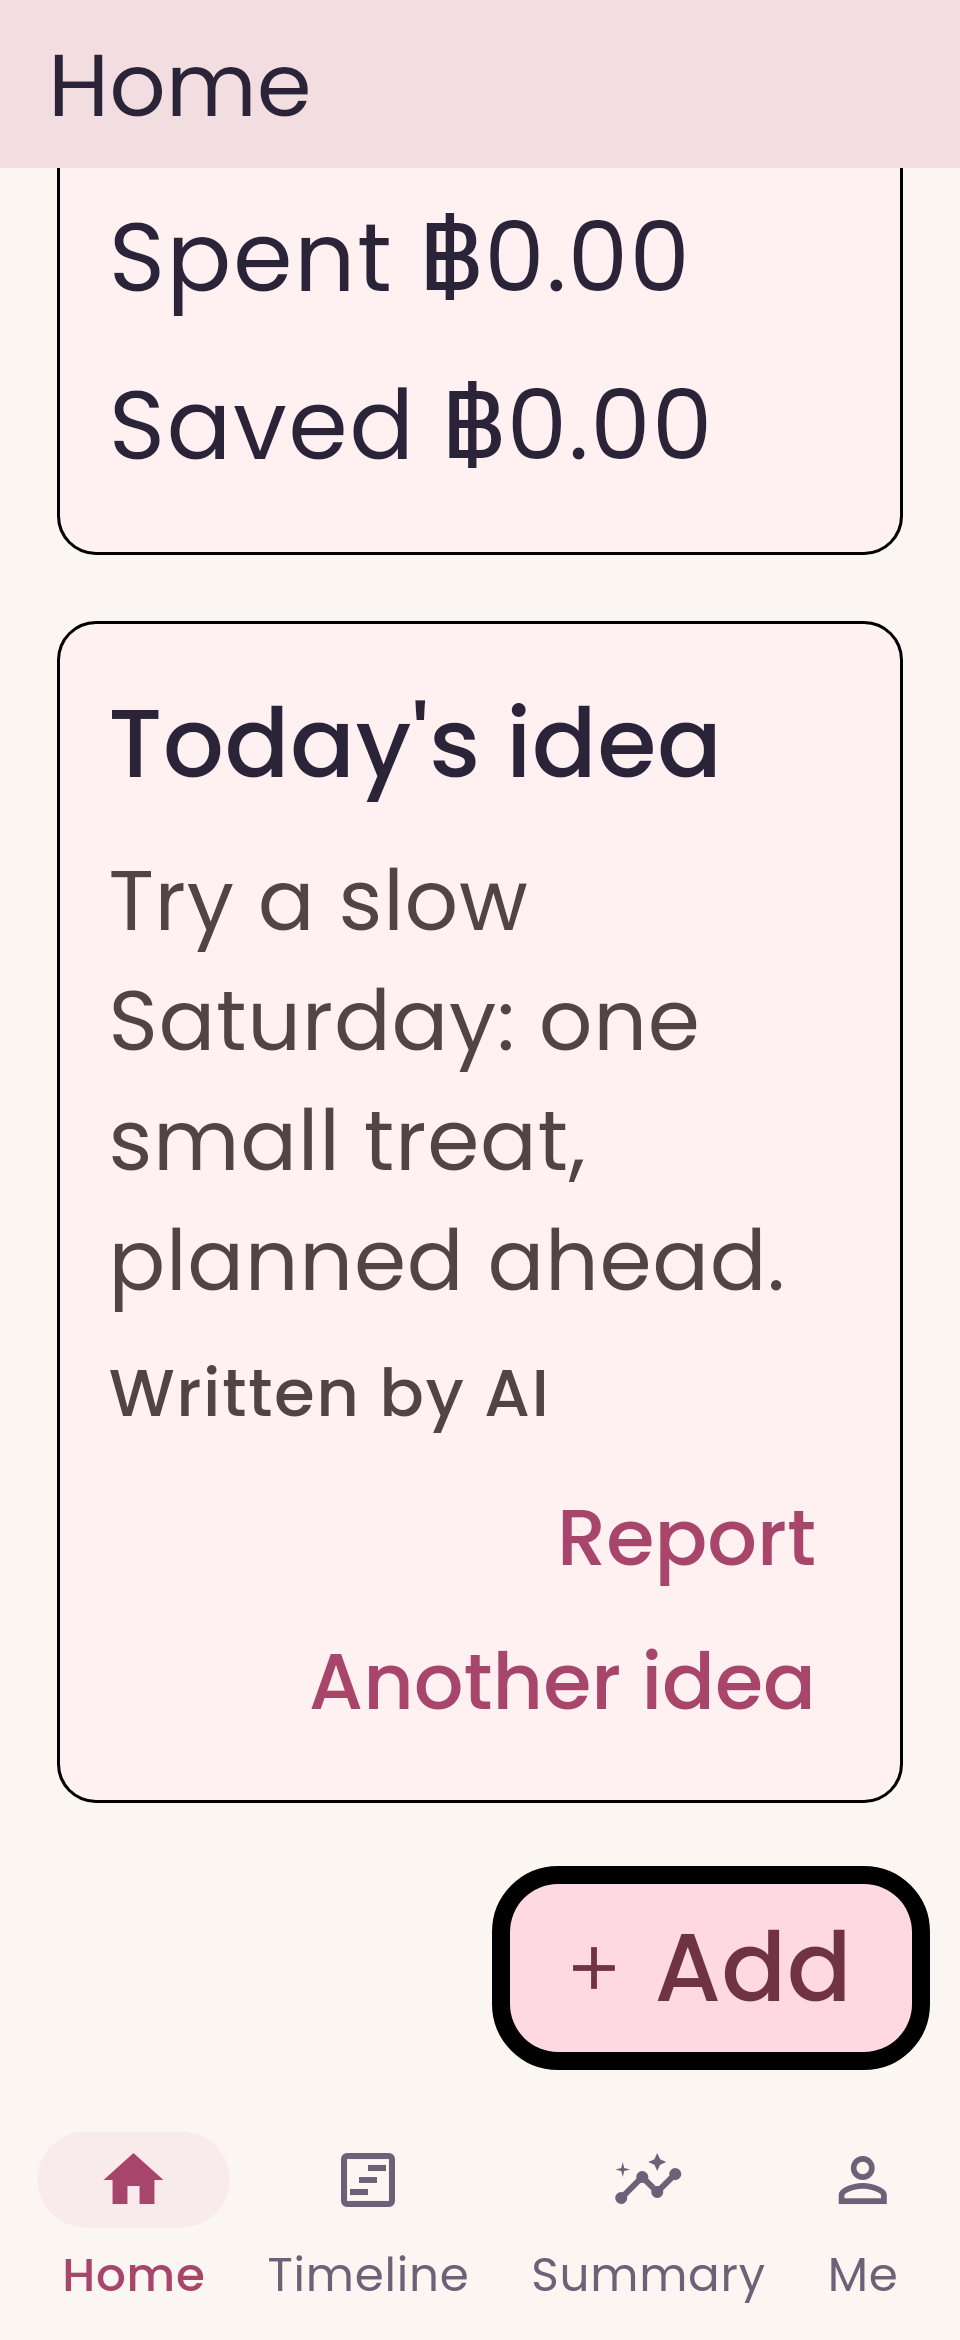 Home
Spent ฿0.00
Saved ฿0.00
Today's idea
Try a slow
Saturday: one
small treat,
planned ahead.
Written by AI
Report
Another idea
+ Add
Home
Timeline
Summary
Me